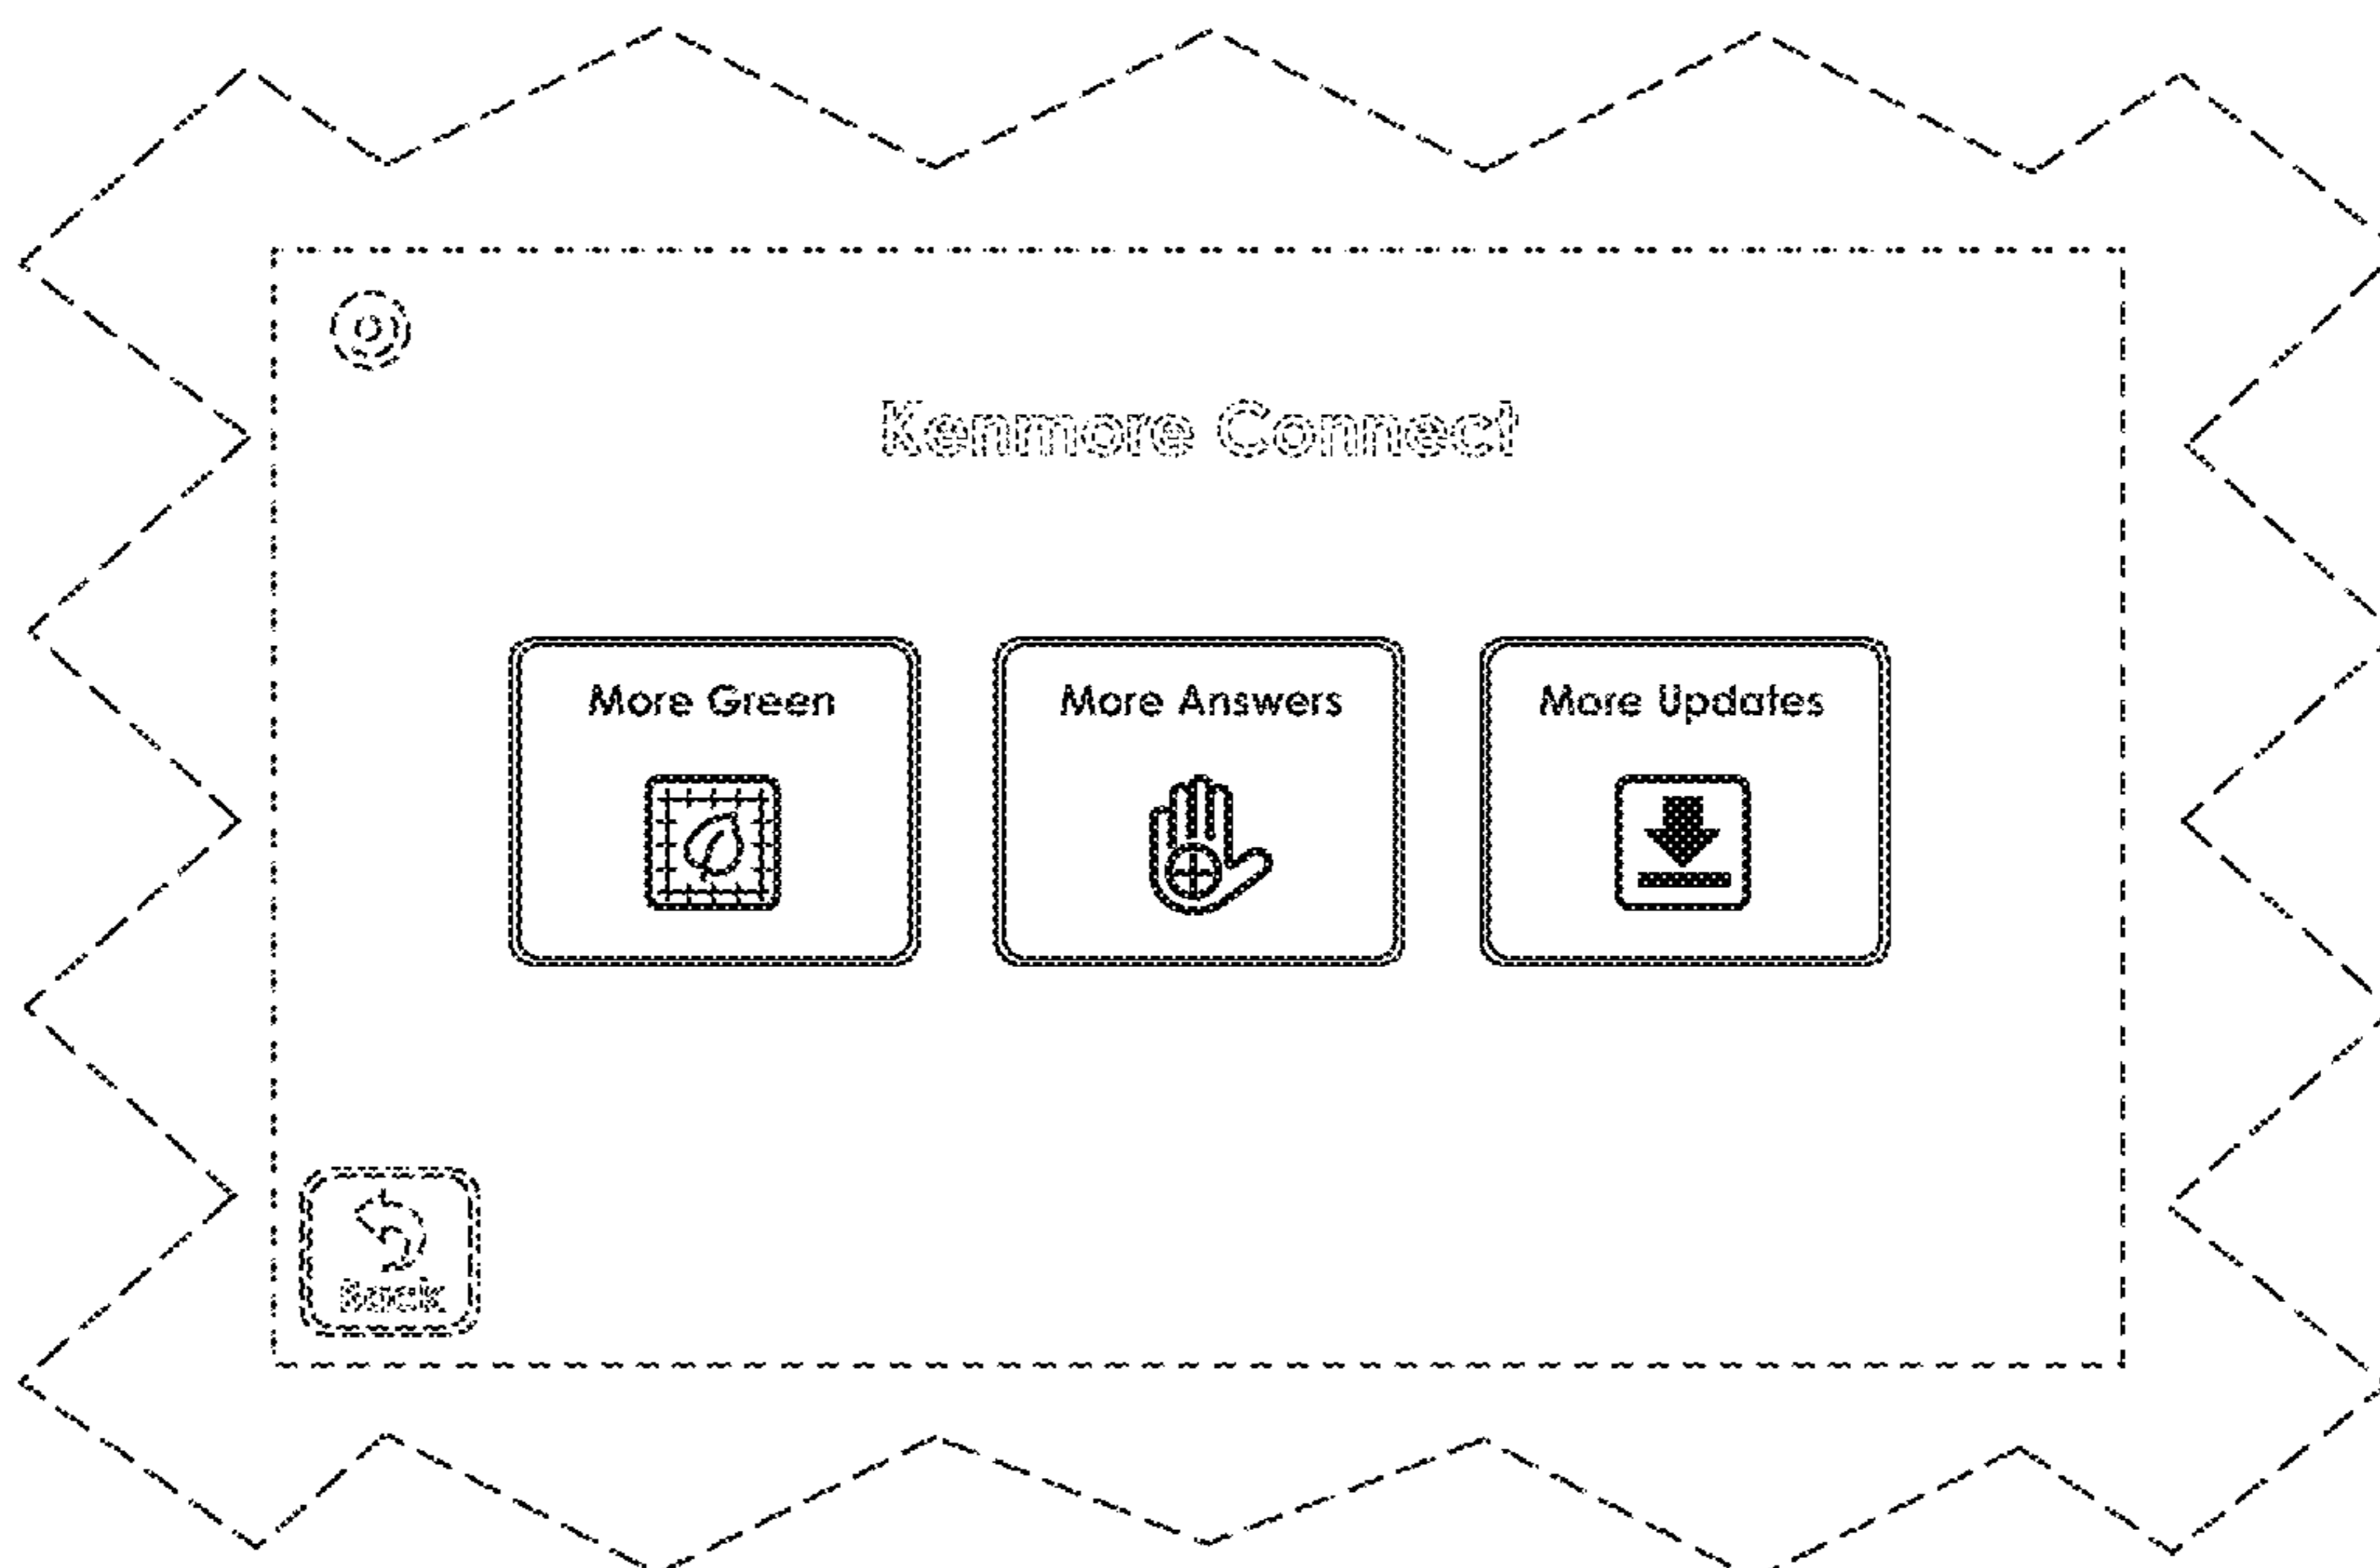 Kenmore Connect
More Green
More Answers
More Updates
Back